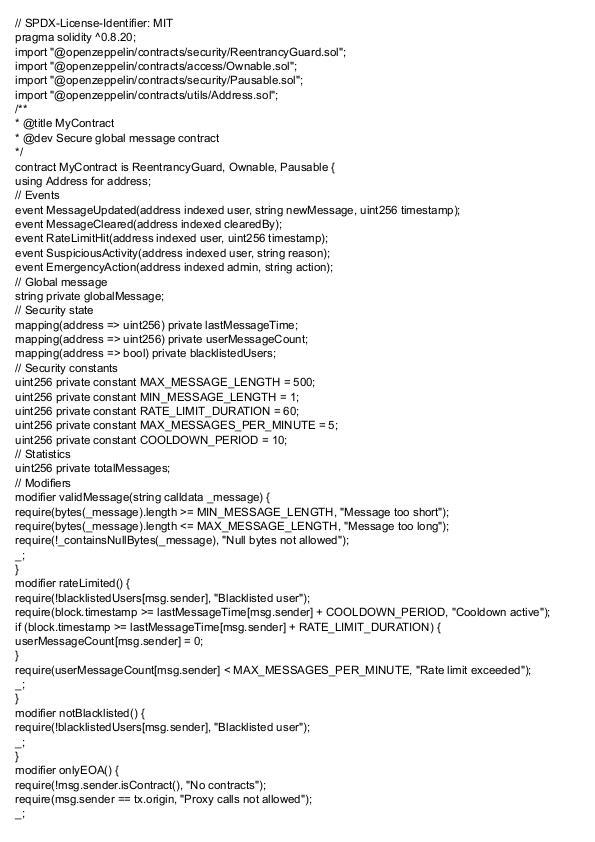 // SPDX-License-Identifier: MIT
pragma solidity ^0.8.20;
import "@openzeppelin/contracts/security/ReentrancyGuard.sol";
import "@openzeppelin/contracts/access/Ownable.sol";
import "@openzeppelin/contracts/security/Pausable.sol";
import "@openzeppelin/contracts/utils/Address.sol";
/**
* @title MyContract
* @dev Secure global message contract
*/
contract MyContract is ReentrancyGuard, Ownable, Pausable {
using Address for address;
// Events
event MessageUpdated(address indexed user, string newMessage, uint256 timestamp);
event MessageCleared(address indexed clearedBy);
event RateLimitHit(address indexed user, uint256 timestamp);
event SuspiciousActivity(address indexed user, string reason);
event EmergencyAction(address indexed admin, string action);
// Global message
string private globalMessage;
// Security state
mapping(address => uint256) private lastMessageTime;
mapping(address => uint256) private userMessageCount;
mapping(address => bool) private blacklistedUsers;
// Security constants
uint256 private constant MAX_MESSAGE_LENGTH = 500;
uint256 private constant MIN_MESSAGE_LENGTH = 1;
uint256 private constant RATE_LIMIT_DURATION = 60;
uint256 private constant MAX_MESSAGES_PER_MINUTE = 5;
uint256 private constant COOLDOWN_PERIOD = 10;
// Statistics
uint256 private totalMessages;
// Modifiers
modifier validMessage(string calldata _message) {
require(bytes(_message).length >= MIN_MESSAGE_LENGTH, "Message too short");
require(bytes(_message).length <= MAX_MESSAGE_LENGTH, "Message too long");
require(!_containsNullBytes(_message), "Null bytes not allowed");
_;
}
modifier rateLimited() {
require(!blacklistedUsers[msg.sender], "Blacklisted user");
require(block.timestamp >= lastMessageTime[msg.sender] + COOLDOWN_PERIOD, "Cooldown active");
if (block.timestamp >= lastMessageTime[msg.sender] + RATE_LIMIT_DURATION) {
userMessageCount[msg.sender] = 0;
}
require(userMessageCount[msg.sender] < MAX_MESSAGES_PER_MINUTE, "Rate limit exceeded");
_;
}
modifier notBlacklisted() {
require(!blacklistedUsers[msg.sender], "Blacklisted user");
_;
}
modifier onlyEOA() {
require(!msg.sender.isContract(), "No contracts");
require(msg.sender == tx.origin, "Proxy calls not allowed");
_;